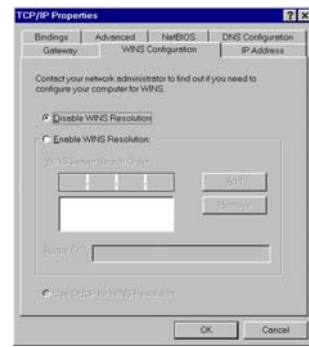 TCP/IP Properties
Bindings Advanced NetBIOS DNS Configuration
Gateway WINS Configuration IP Address
Contact your network administrator to find out if you need to
configure your computer for WINS.
Disable WINS Resolution
Enable WINS Resolution:
WINS Server Search Order:
Add
Remove
Scope ID:
Use DHCP for WINS Resolution
OK Cancel